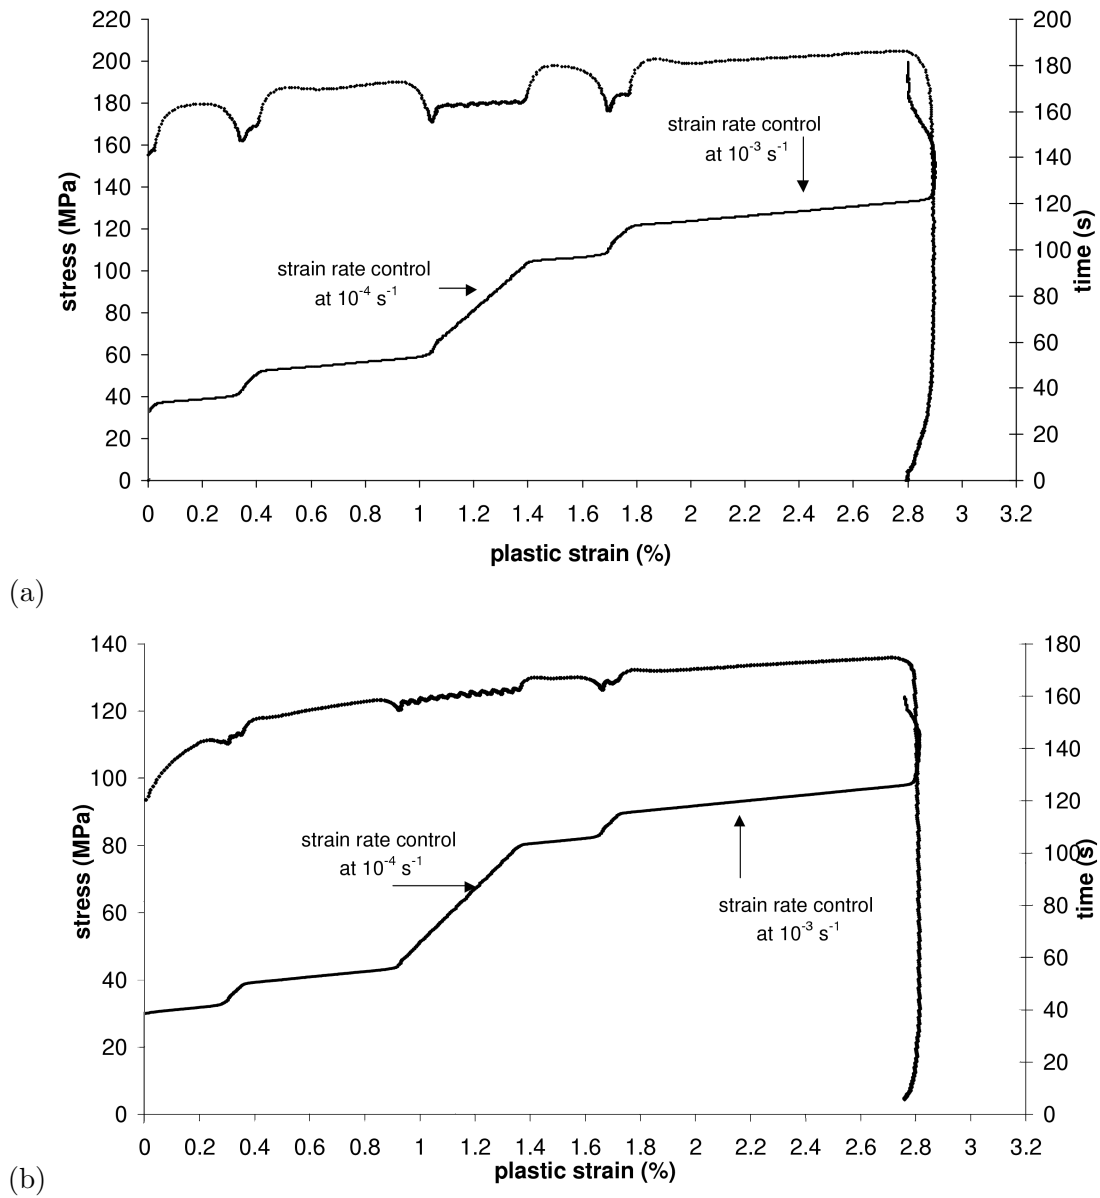 220
200
180
160
140
120
100
80
60
40
20
0
stress (MPa)
200
180
160
140
120
100
80
60
40
20
0
time (s)
strain rate control
at 10⁻³ s⁻¹
strain rate control
at 10⁻⁴ s⁻¹
0 0.2 0.4 0.6 0.8 1 1.2 1.4 1.6 1.8 2 2.2 2.4 2.6 2.8 3 3.2
plastic strain (%)
(a)
140
120
100
80
60
40
20
0
stress (MPa)
180
160
140
120
100
80
60
40
20
0
time (s)
strain rate control
at 10⁻⁴ s⁻¹
strain rate control
at 10⁻³ s⁻¹
0 0.2 0.4 0.6 0.8 1 1.2 1.4 1.6 1.8 2 2.2 2.4 2.6 2.8 3 3.2
plastic strain (%)
(b)